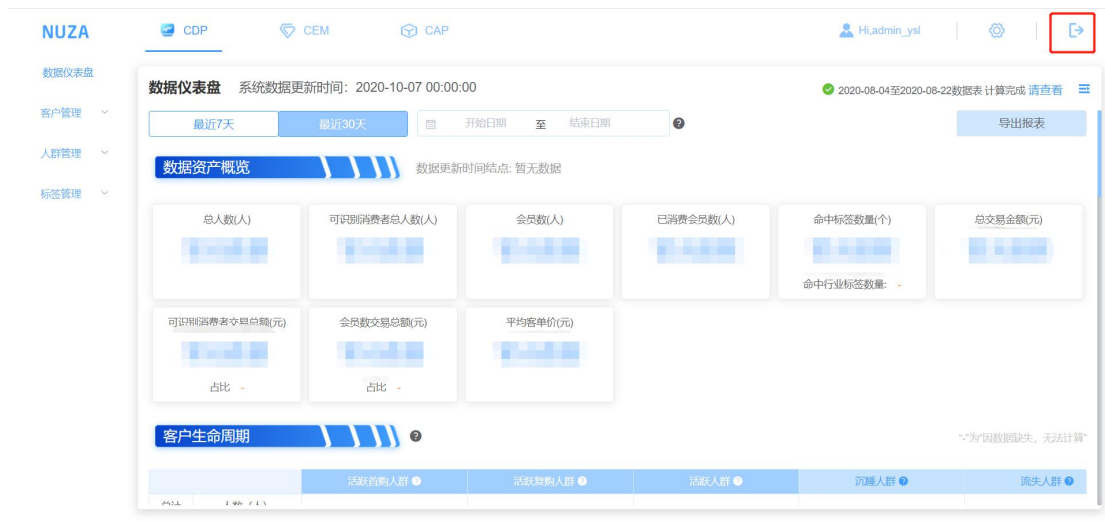 NUZA CDP CEM CAP Hi,admin_ysl
数据仪表盘
客户管理
人群管理
标签管理
数据仪表盘 系统数据更新时间：2020-10-07 00:00:00 2020-08-04至2020-08-22数据表 计算完成 请查看
最近7天 最近30天 开始日期 至 结束日期 ? 导出报表
数据资产概览 数据更新时间结点: 暂无数据
总人数(人) 可识别消费者总人数(人) 会员数(人) 已消费会员数(人) 命中标签数量(个) 总交易金额(元)
命中行业标签数量: -
可识别消费者交易总额(元) 会员数交易总额(元) 平均客单价(元)
占比 - 占比 -
客户生命周期 ? "-"为"因数据缺失，无法计算"
活跃首购人群 ? 活跃复购人群 ? 活跃人群 ? 沉睡人群 ? 流失人群 ?
总计 人数（人）